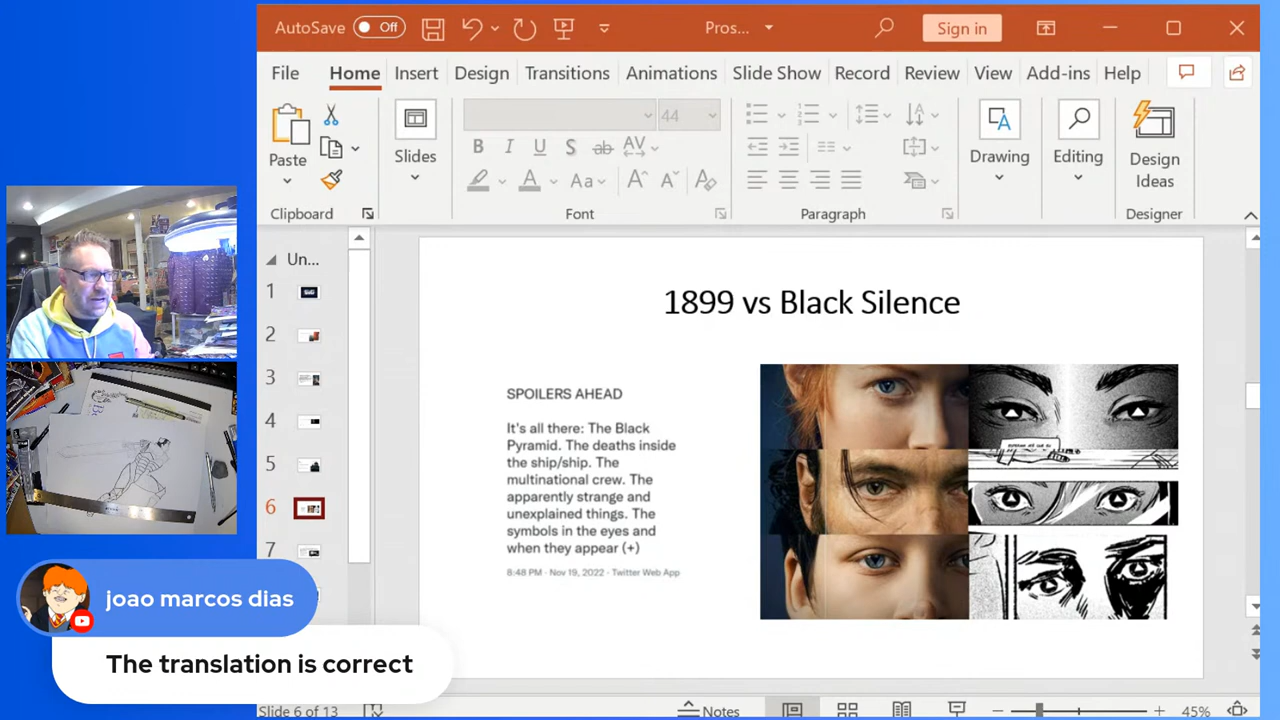 AutoSave Off Pros... Sign in
File Home Insert Design Transitions Animations Slide Show Record Review View Add-ins Help
44
B I U S ab AV
A Aa A A A
Paste Slides Drawing Editing Design Ideas
Clipboard Font Paragraph Designer
Un...
1
2
3
4
5
6
7
1899 vs Black Silence
SPOILERS AHEAD
It's all there: The Black
Pyramid. The deaths inside
the ship/ship. The
multinational crew. The
apparently strange and
unexplained things. The
symbols in the eyes and
when they appear (+)
8:48 PM · Nov 19, 2022 · Twitter Web App
joao marcos dias
The translation is correct
Slide 6 of 13 Notes 45%